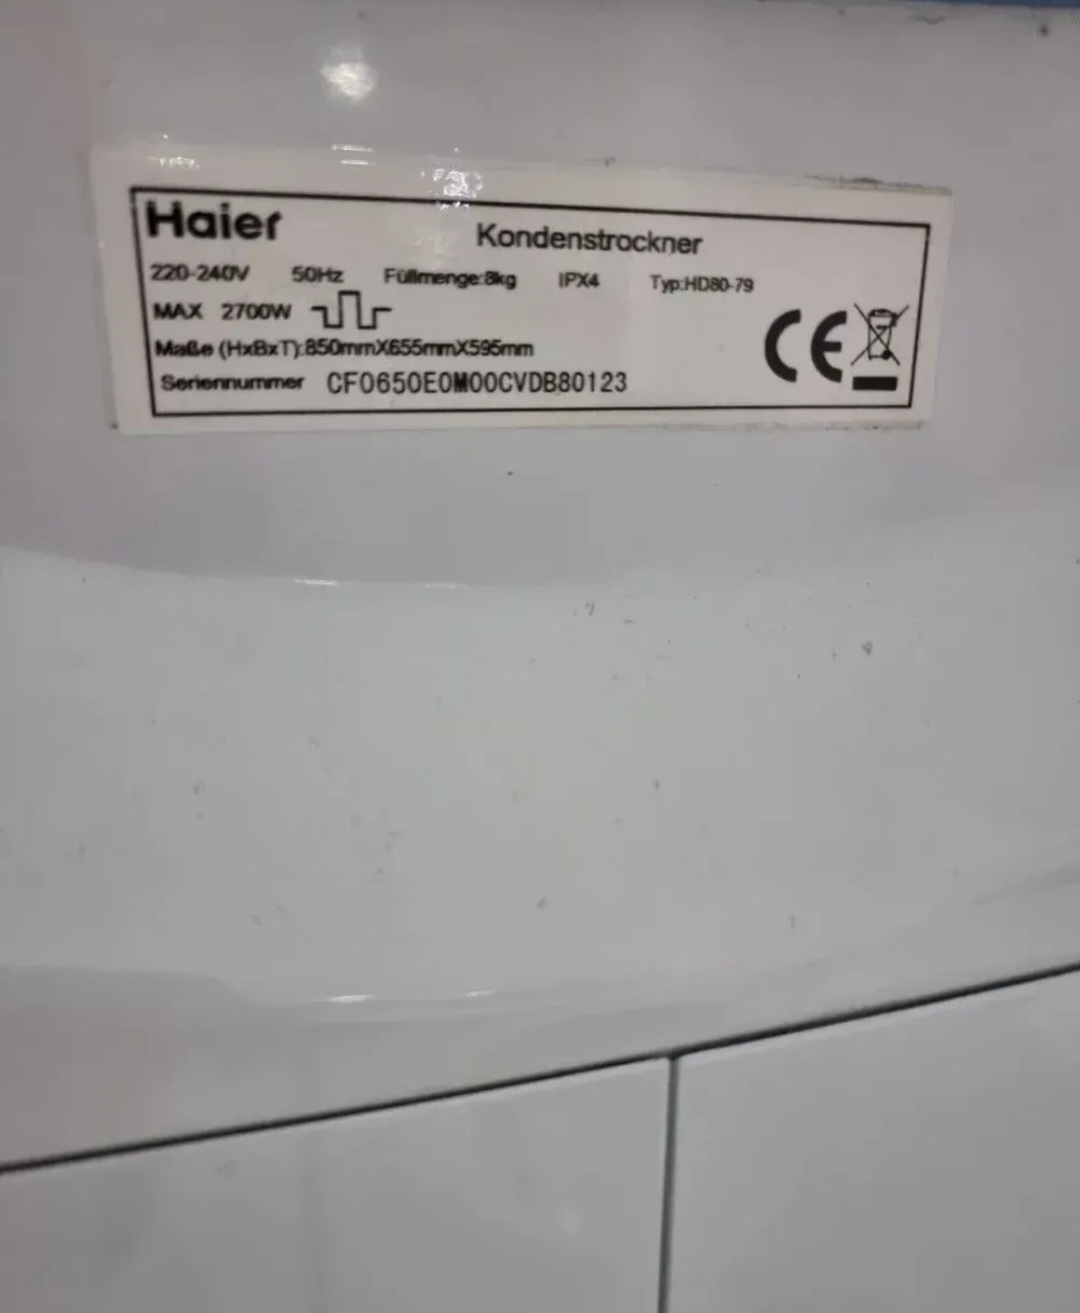 Haier Kondenstrockner
220-240V 50Hz Füllmenge:8kg IPX4 Typ:HD80-79
MAX 2700W
Maße (HxBxT):850mmX655mmX595mm
Seriennummer CF0650E0M00CVDB80123
CE